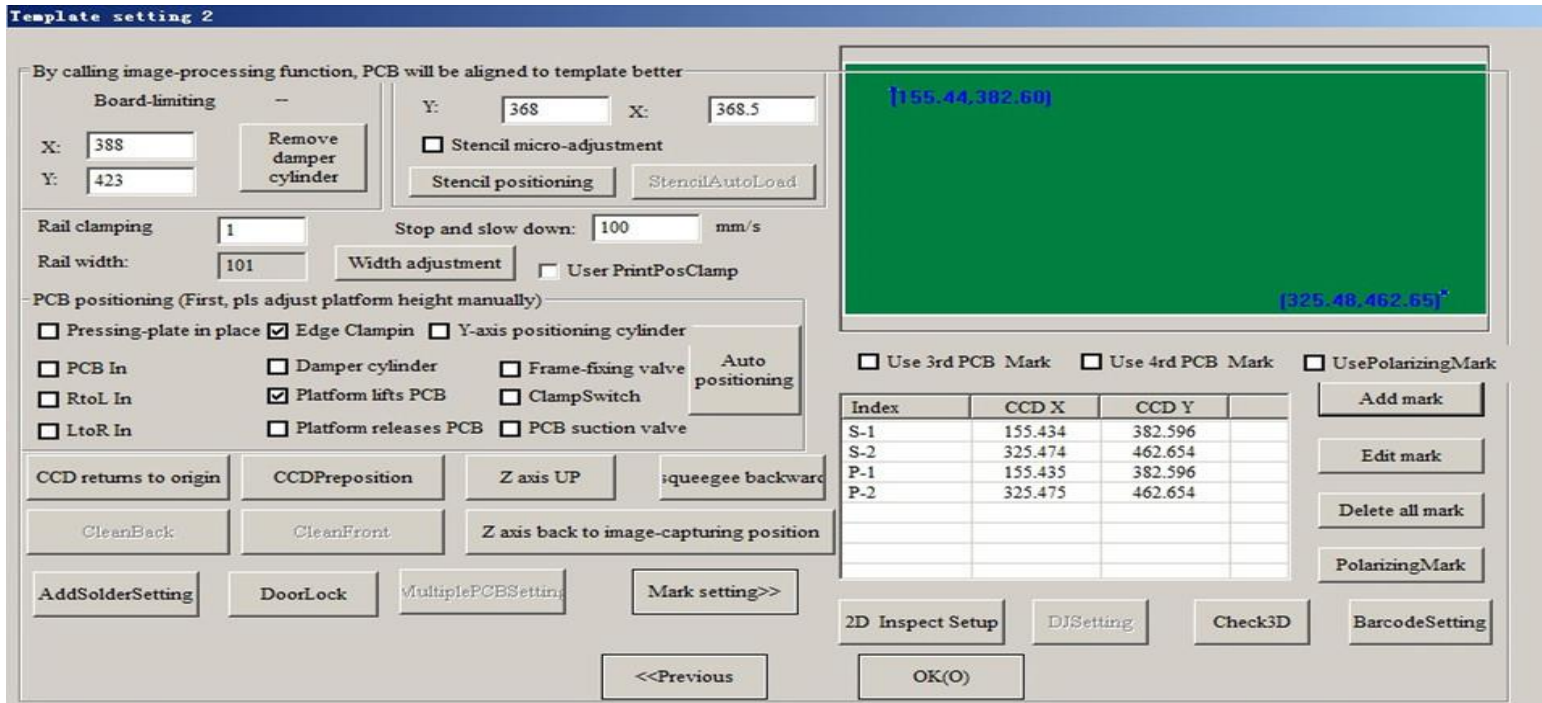 Template setting 2
By calling image-processing function, PCB will be aligned to template better
Board-limiting --
X: 388
Y: 423
Remove
damper
cylinder
Y: 368 X: 368.5
Stencil micro-adjustment
Stencil positioning StencilAutoLoad
Rail clamping 1 Stop and slow down: 100 mm/s
Rail width: 101 Width adjustment User PrintPosClamp
PCB positioning (First, pls adjust platform height manually)
Pressing-plate in place Edge Clampin Y-axis positioning cylinder
PCB In Damper cylinder Frame-fixing valve
RtoL In Platform lifts PCB ClampSwitch
LtoR In Platform releases PCB PCB suction valve
Auto
positioning
CCD returns to origin CCDPreposition Z axis UP squeegee backward
CleanBack CleanFront Z axis back to image-capturing position
AddSolderSetting DoorLock MultiplePCBSetting Mark setting>>
[155.44,382.60]
[325.48,462.65]
Use 3rd PCB Mark Use 4rd PCB Mark UsePolarizingMark
Index CCD X CCD Y
S-1 155.434 382.596
S-2 325.474 462.654
P-1 155.435 382.596
P-2 325.475 462.654
Add mark
Edit mark
Delete all mark
PolarizingMark
2D Inspect Setup DJSetting Check3D BarcodeSetting
<<Previous OK(O)